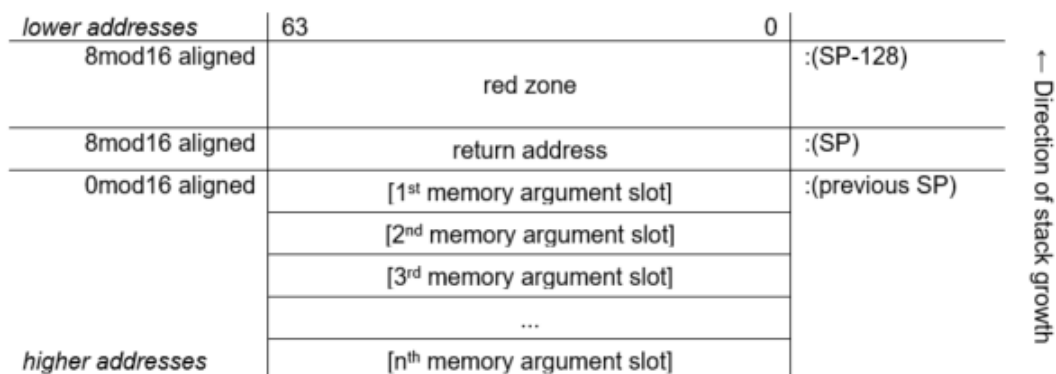 lower addresses 63 0
8mod16 aligned :(SP-128)
red zone
8mod16 aligned return address :(SP)
0mod16 aligned [1st memory argument slot] :(previous SP)
[2nd memory argument slot]
[3rd memory argument slot]
...
higher addresses [nth memory argument slot]
← Direction of stack growth